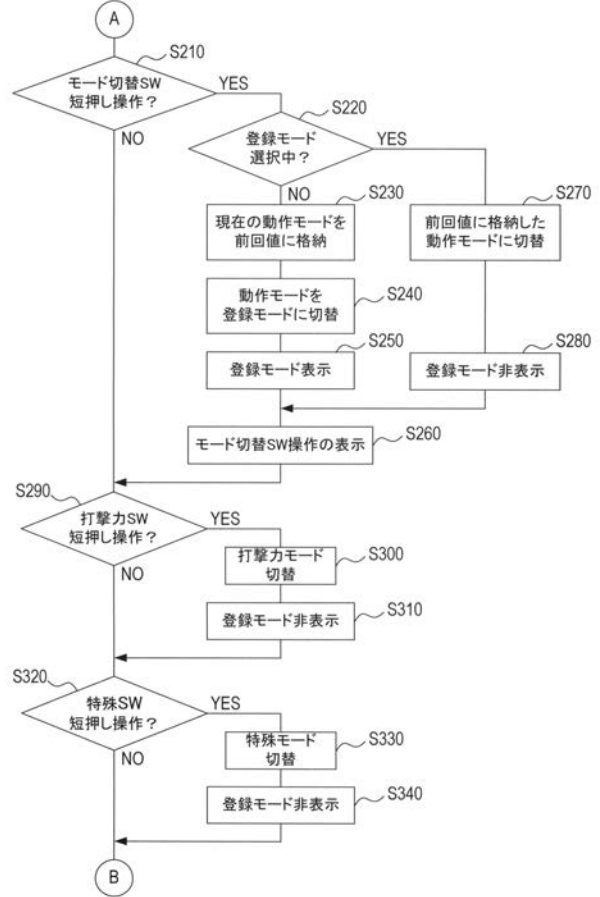 A
S210
モード切替SW
短押し操作？
YES
NO
S220
登録モード
選択中？
YES
NO
S230
現在の動作モードを
前回値に格納
S270
前回値に格納した
動作モードに切替
S240
動作モードを
登録モードに切替
S250
登録モード表示
S280
登録モード非表示
S260
モード切替SW操作の表示
S290
打撃力SW
短押し操作？
YES
NO
S300
打撃力モード
切替
S310
登録モード非表示
S320
特殊SW
短押し操作？
YES
NO
S330
特殊モード
切替
S340
登録モード非表示
B